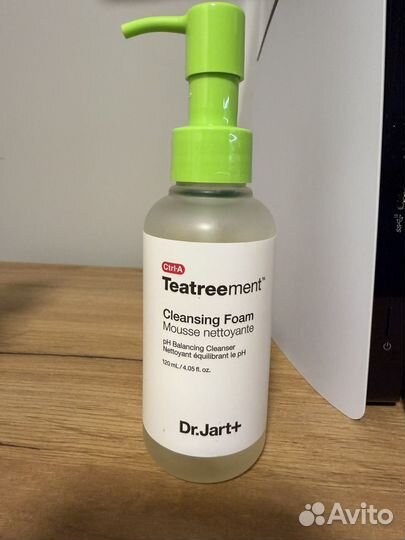 Ctrl·A
Teatreement™
Cleansing Foam
Mousse nettoyante
pH Balancing Cleanser
Nettoyant équilibrant le pH
120 mL / 4.05 fl. oz.
Dr.Jart+
Avito